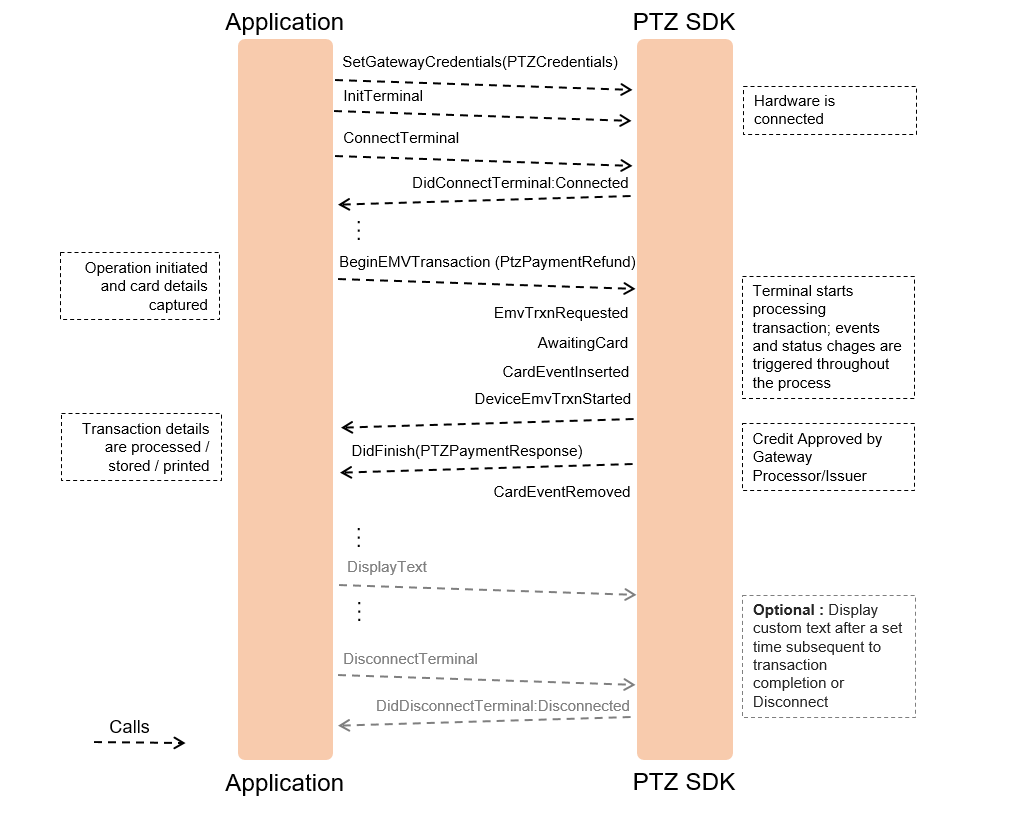 Application
PTZ SDK
SetGatewayCredentials(PTZCredentials)
InitTerminal
Hardware is
connected
ConnectTerminal
DidConnectTerminal:Connected
BeginEMVTransaction (PtzPaymentRefund)
Operation initiated
and card details
captured
Terminal starts
processing
transaction; events
and status chages are
triggered throughout
the process
EmvTrxnRequested
AwaitingCard
CardEventInserted
DeviceEmvTrxnStarted
Transaction details
are processed /
stored / printed
Credit Approved by
Gateway
Processor/Issuer
DidFinish(PTZPaymentResponse)
CardEventRemoved
DisplayText
Optional : Display
custom text after a set
time subsequent to
transaction
completion or
Disconnect
DisconnectTerminal
DidDisconnectTerminal:Disconnected
Calls
Application
PTZ SDK